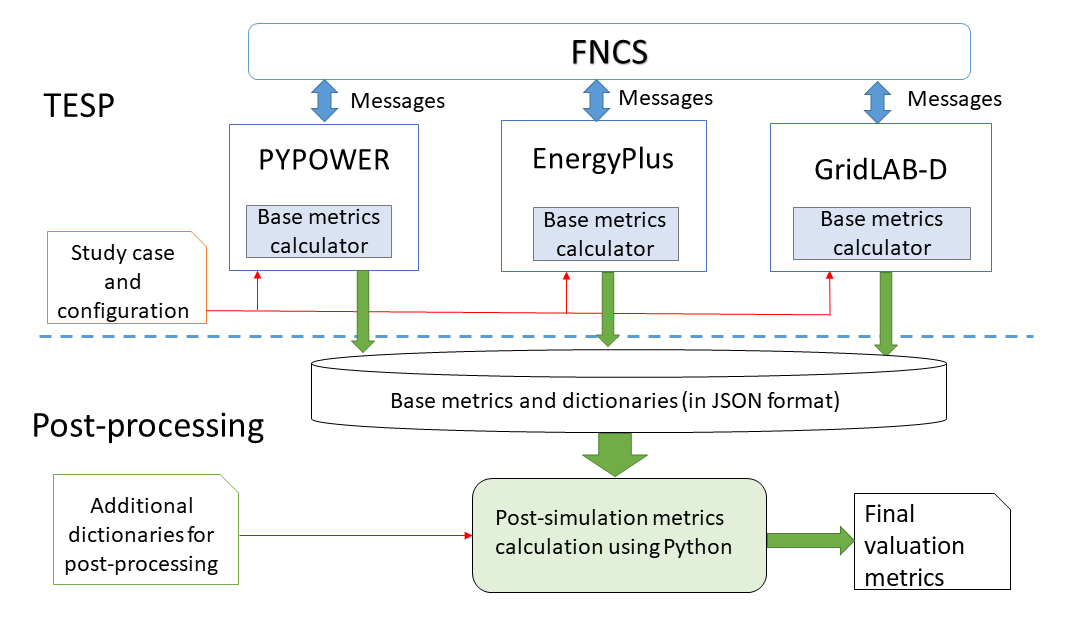 FNCS
TESP
Messages
Messages
Messages
PYPOWER
EnergyPlus
GridLAB-D
Base metrics
calculator
Base metrics
calculator
Base metrics
calculator
Study case
and
configuration
Base metrics and dictionaries (in JSON format)
Post-processing
Additional
dictionaries for
post-processing
Post-simulation metrics
calculation using Python
Final
valuation
metrics